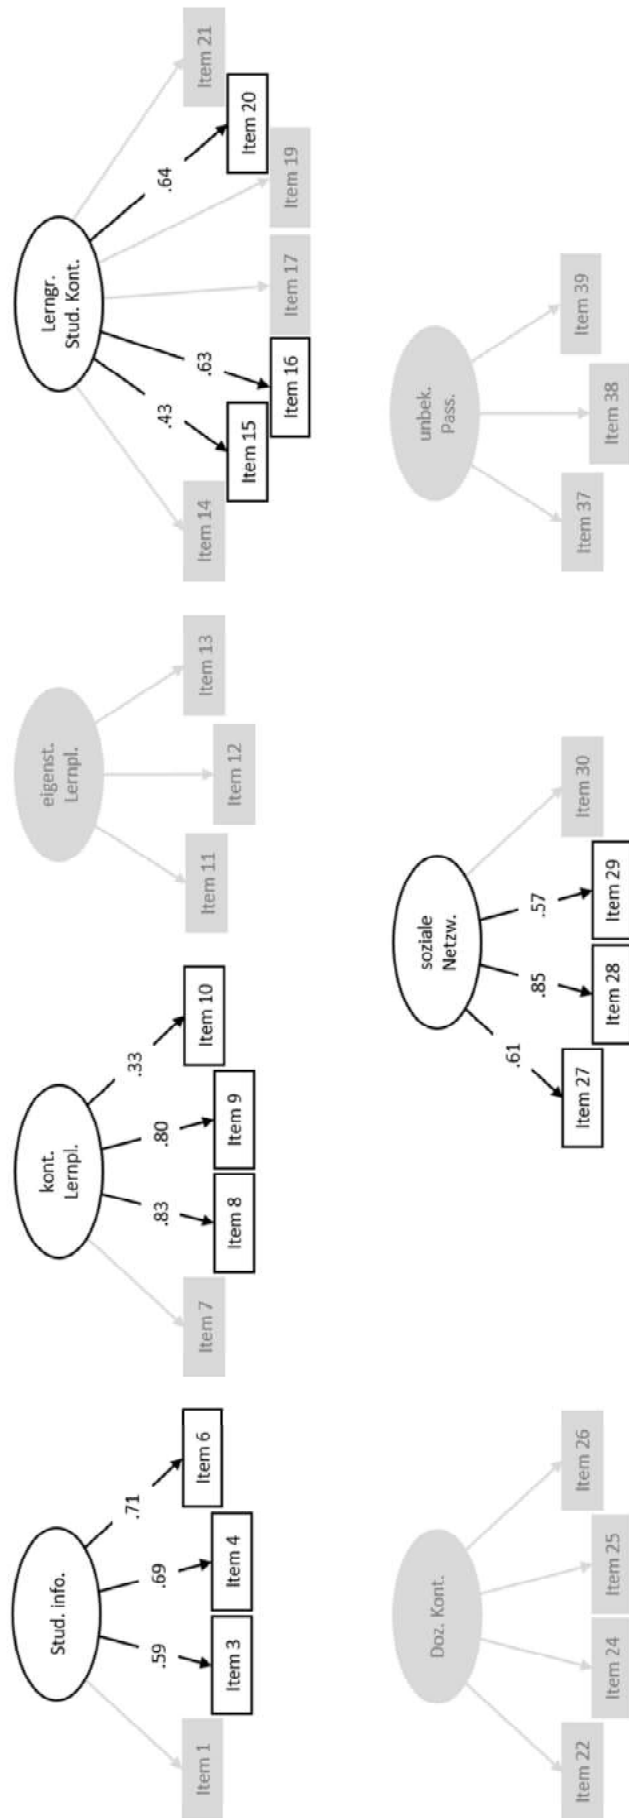 Stud. info.
.59
.69
.71
Item 1
Item 3
Item 4
Item 6
kont.
Lernpl.
.83
.80
.33
Item 7
Item 8
Item 9
Item 10
eigenst.
Lernpl.
Item 11
Item 12
Item 13
Lerngr.
Stud. Kont.
.43
.63
.64
Item 14
Item 15
Item 16
Item 17
Item 19
Item 20
Item 21
Doz. Kont.
Item 22
Item 24
Item 25
Item 26
soziale
Netzw.
.61
.85
.57
Item 27
Item 28
Item 29
Item 30
unbek.
Pass.
Item 37
Item 38
Item 39